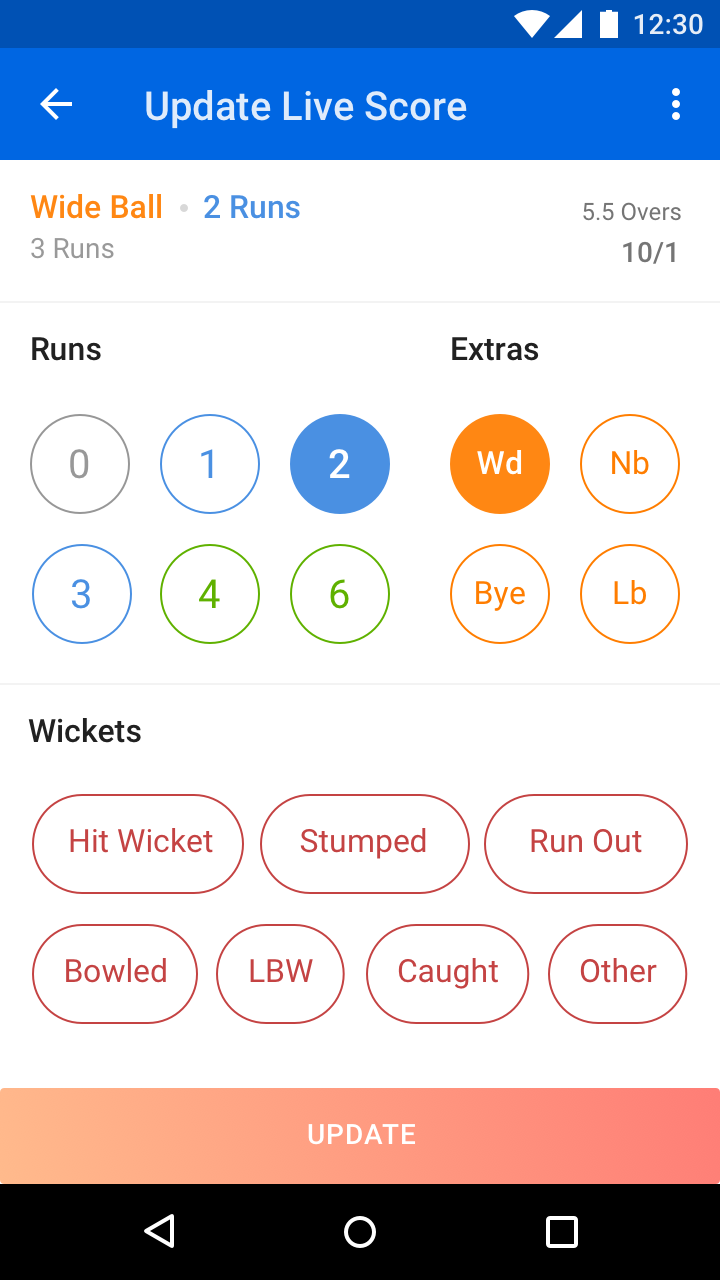 12:30
Update Live Score
Wide Ball • 2 Runs
3 Runs
5.5 Overs
10/1
Runs
Extras
0 1 2 Wd Nb
3 4 6 Bye Lb
Wickets
Hit Wicket Stumped Run Out
Bowled LBW Caught Other
UPDATE